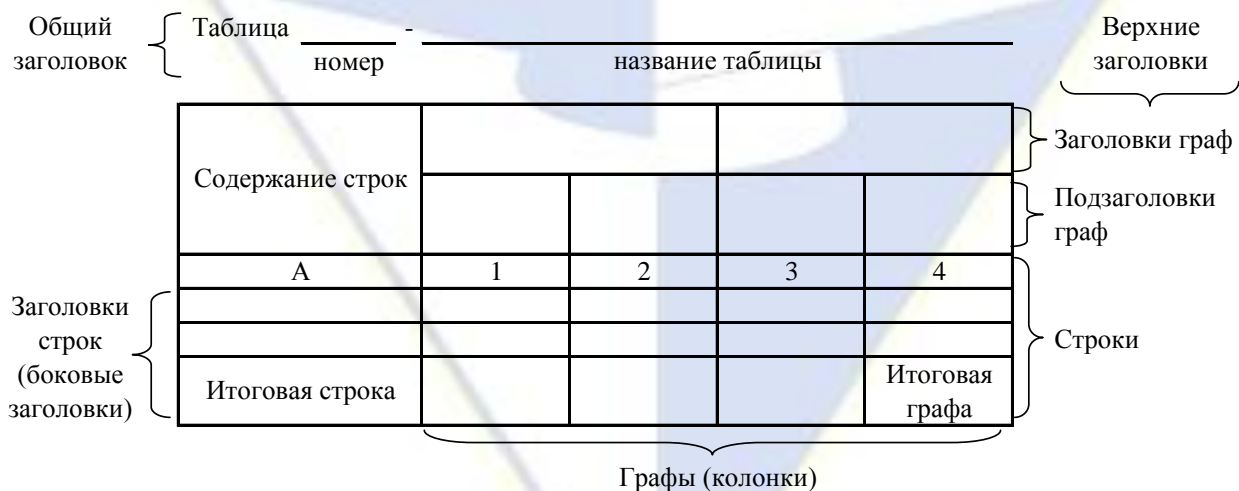 Общий
заголовок
Таблица -
номер
название таблицы
Верхние
заголовки
Содержание строк
Заголовки граф
Подзаголовки
граф
А 1 2 3 4
Заголовки
строк
(боковые
заголовки)
Строки
Итоговая строка
Итоговая
графа
Графы (колонки)